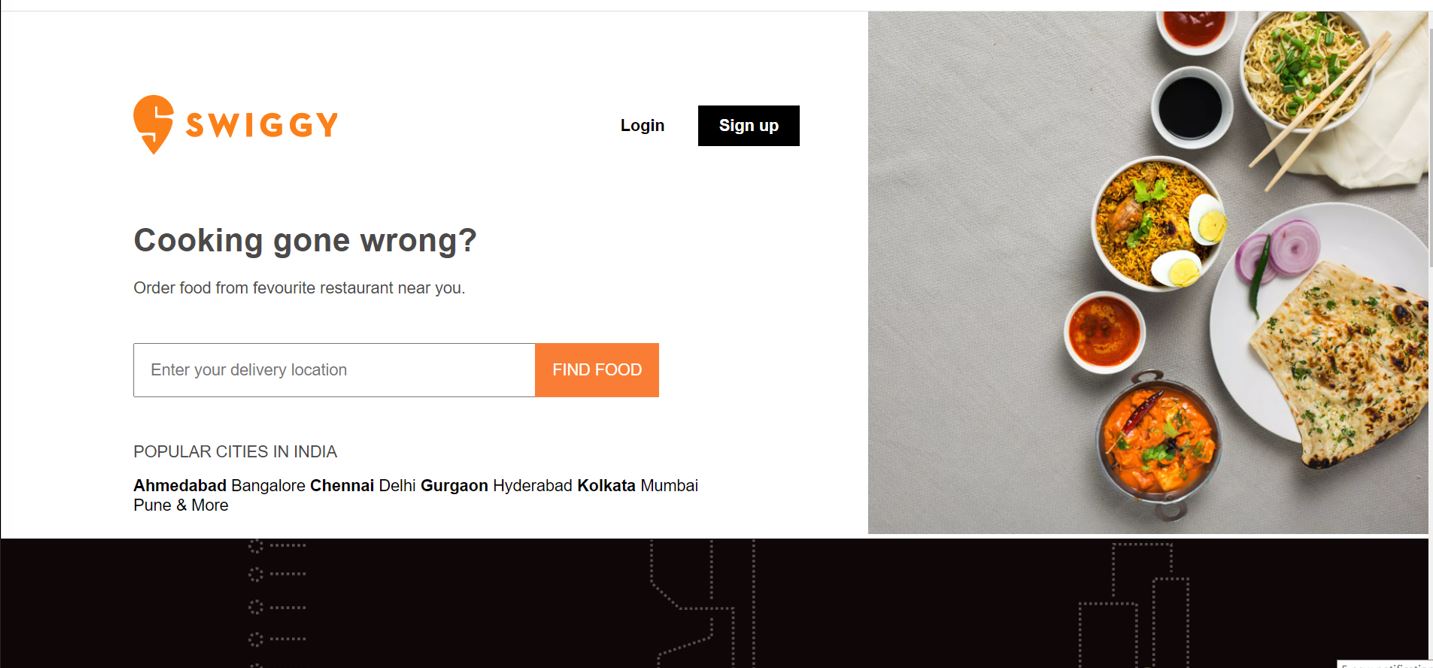 SWIGGY
Login
Sign up
Cooking gone wrong?
Order food from fevourite restaurant near you.
Enter your delivery location
FIND FOOD
POPULAR CITIES IN INDIA
Ahmedabad Bangalore Chennai Delhi Gurgaon Hyderabad Kolkata Mumbai
Pune & More